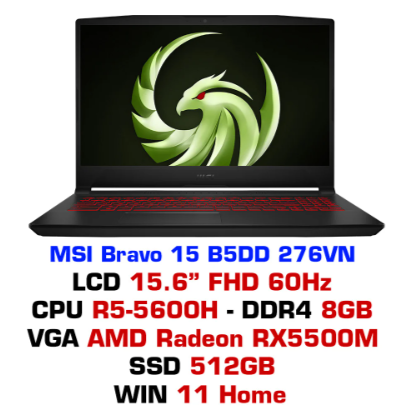 MSI Bravo 15 B5DD 276VN
LCD 15.6” FHD 60Hz
CPU R5-5600H - DDR4 8GB
VGA AMD Radeon RX5500M
SSD 512GB
WIN 11 Home